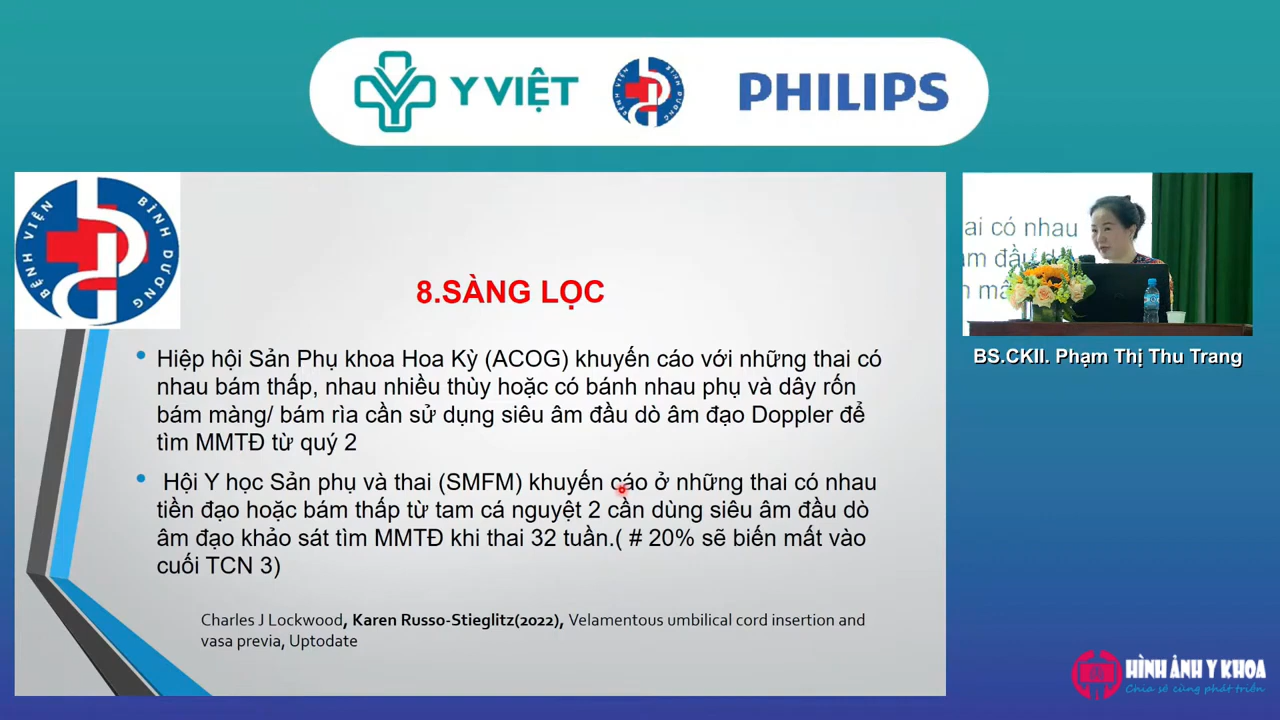 Y VIỆT
BỆNH VIỆN BÌNH DƯƠNG
PHILIPS
BỆNH VIỆN BÌNH DƯƠNG
8.SÀNG LỌC
• Hiệp hội Sản Phụ khoa Hoa Kỳ (ACOG) khuyến cáo với những thai có
nhau bám thấp, nhau nhiều thùy hoặc có bánh nhau phụ và dây rốn
bám màng/ bám rìa cần sử dụng siêu âm đầu dò âm đạo Doppler để
tìm MMTĐ từ quý 2
• Hội Y học Sản phụ và thai (SMFM) khuyến cáo ở những thai có nhau
tiền đạo hoặc bám thấp từ tam cá nguyệt 2 cần dùng siêu âm đầu dò
âm đạo khảo sát tìm MMTĐ khi thai 32 tuần.( # 20% sẽ biến mất vào
cuối TCN 3)
Charles J Lockwood, Karen Russo-Stieglitz(2022), Velamentous umbilical cord insertion and
vasa previa, Uptodate
ai có nhau
BS.CKII. Phạm Thị Thu Trang
HÌNH ẢNH Y KHOA
Chia sẻ cùng phát triển